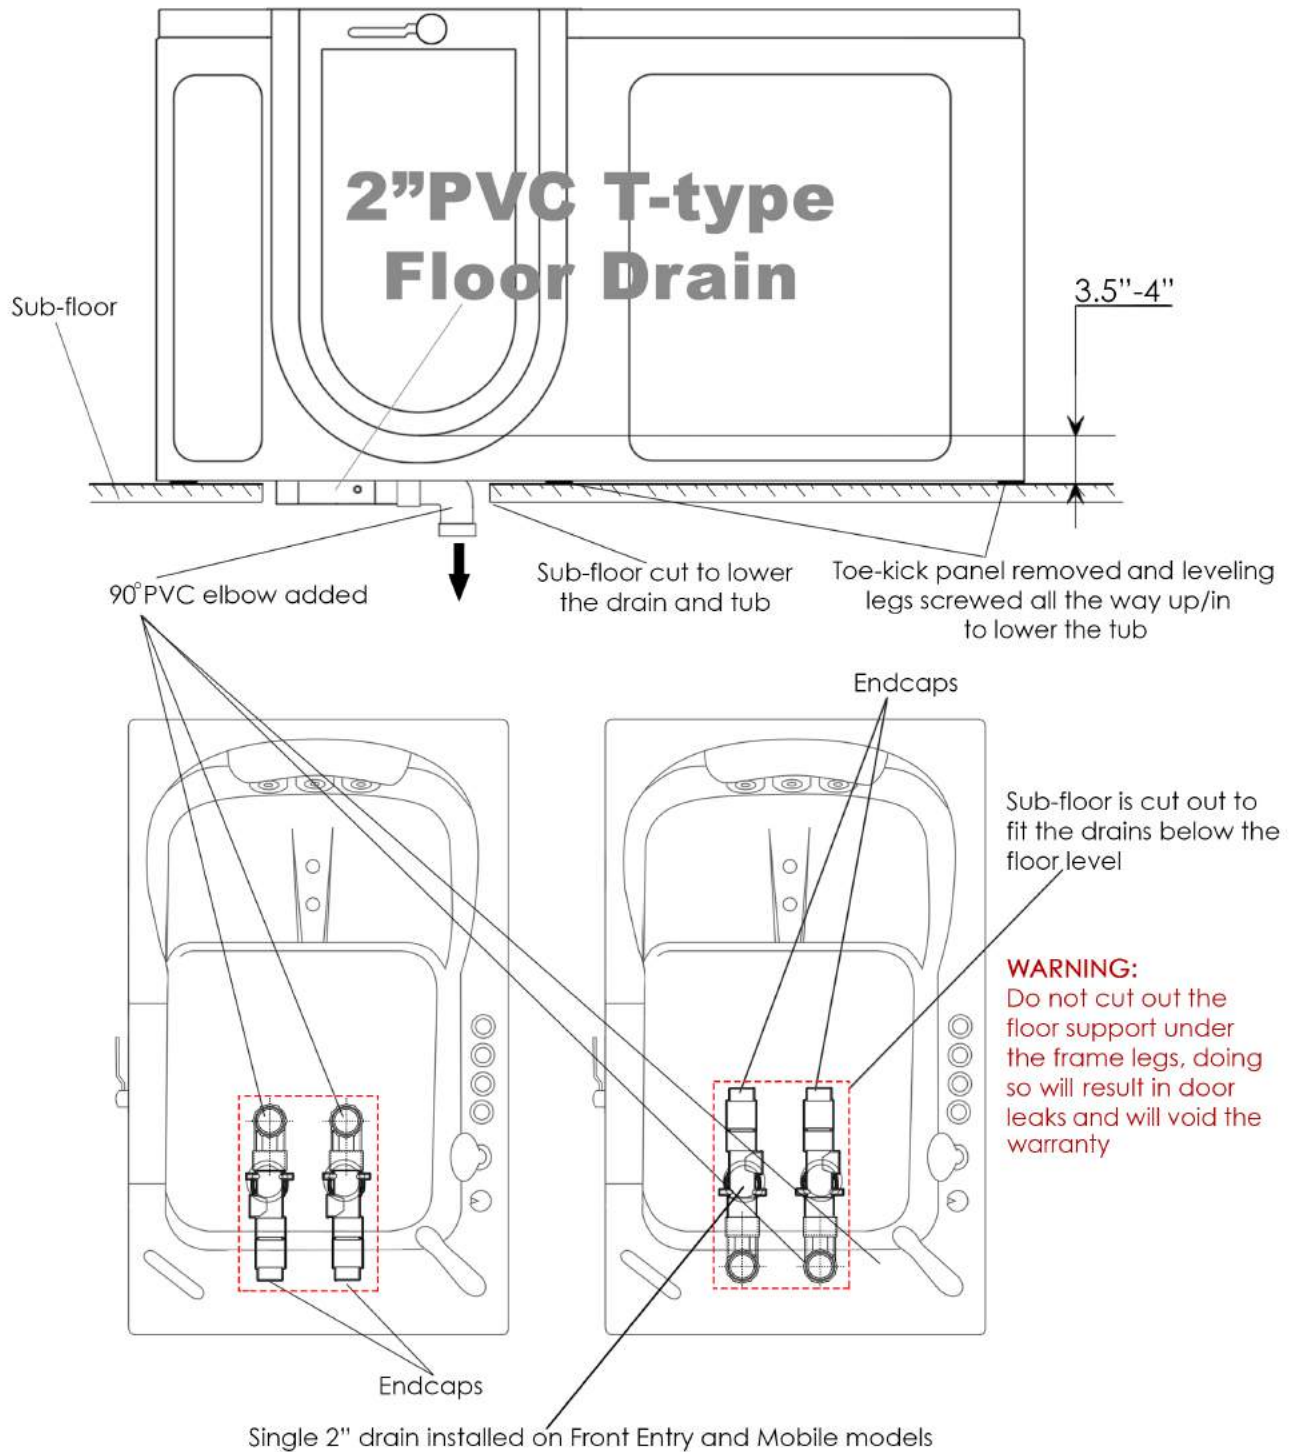 2”PVC T-type
Floor Drain
Sub-floor
3.5”-4”
90°PVC elbow added
Sub-floor cut to lower
the drain and tub
Toe-kick panel removed and leveling
legs screwed all the way up/in
to lower the tub
Endcaps
Sub-floor is cut out to
fit the drains below the
floor level
WARNING:
Do not cut out the
floor support under
the frame legs, doing
so will result in door
leaks and will void the
warranty
Endcaps
Single 2” drain installed on Front Entry and Mobile models